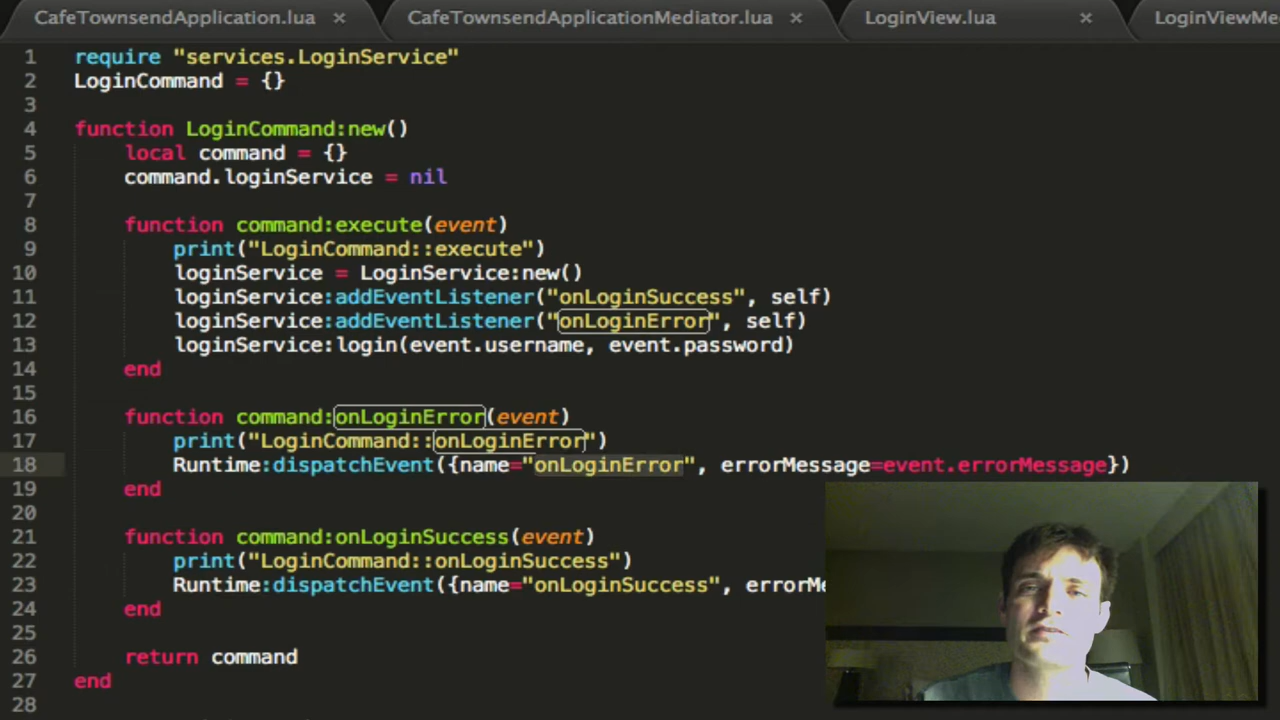 CafeTownsendApplication.lua × CafeTownsendApplicationMediator.lua × LoginView.lua × LoginViewMe
1 require "services.LoginService"
2 LoginCommand = {}
3
4 function LoginCommand:new()
5 local command = {}
6 command.loginService = nil
7
8 function command:execute(event)
9 print("LoginCommand::execute")
10 loginService = LoginService:new()
11 loginService:addEventListener("onLoginSuccess", self)
12 loginService:addEventListener("onLoginError", self)
13 loginService:login(event.username, event.password)
14 end
15
16 function command:onLoginError(event)
17 print("LoginCommand::onLoginError")
18 Runtime:dispatchEvent({name="onLoginError", errorMessage=event.errorMessage})
19 end
20
21 function command:onLoginSuccess(event)
22 print("LoginCommand::onLoginSuccess")
23 Runtime:dispatchEvent({name="onLoginSuccess", errorMe
24 end
25
26 return command
27 end
28